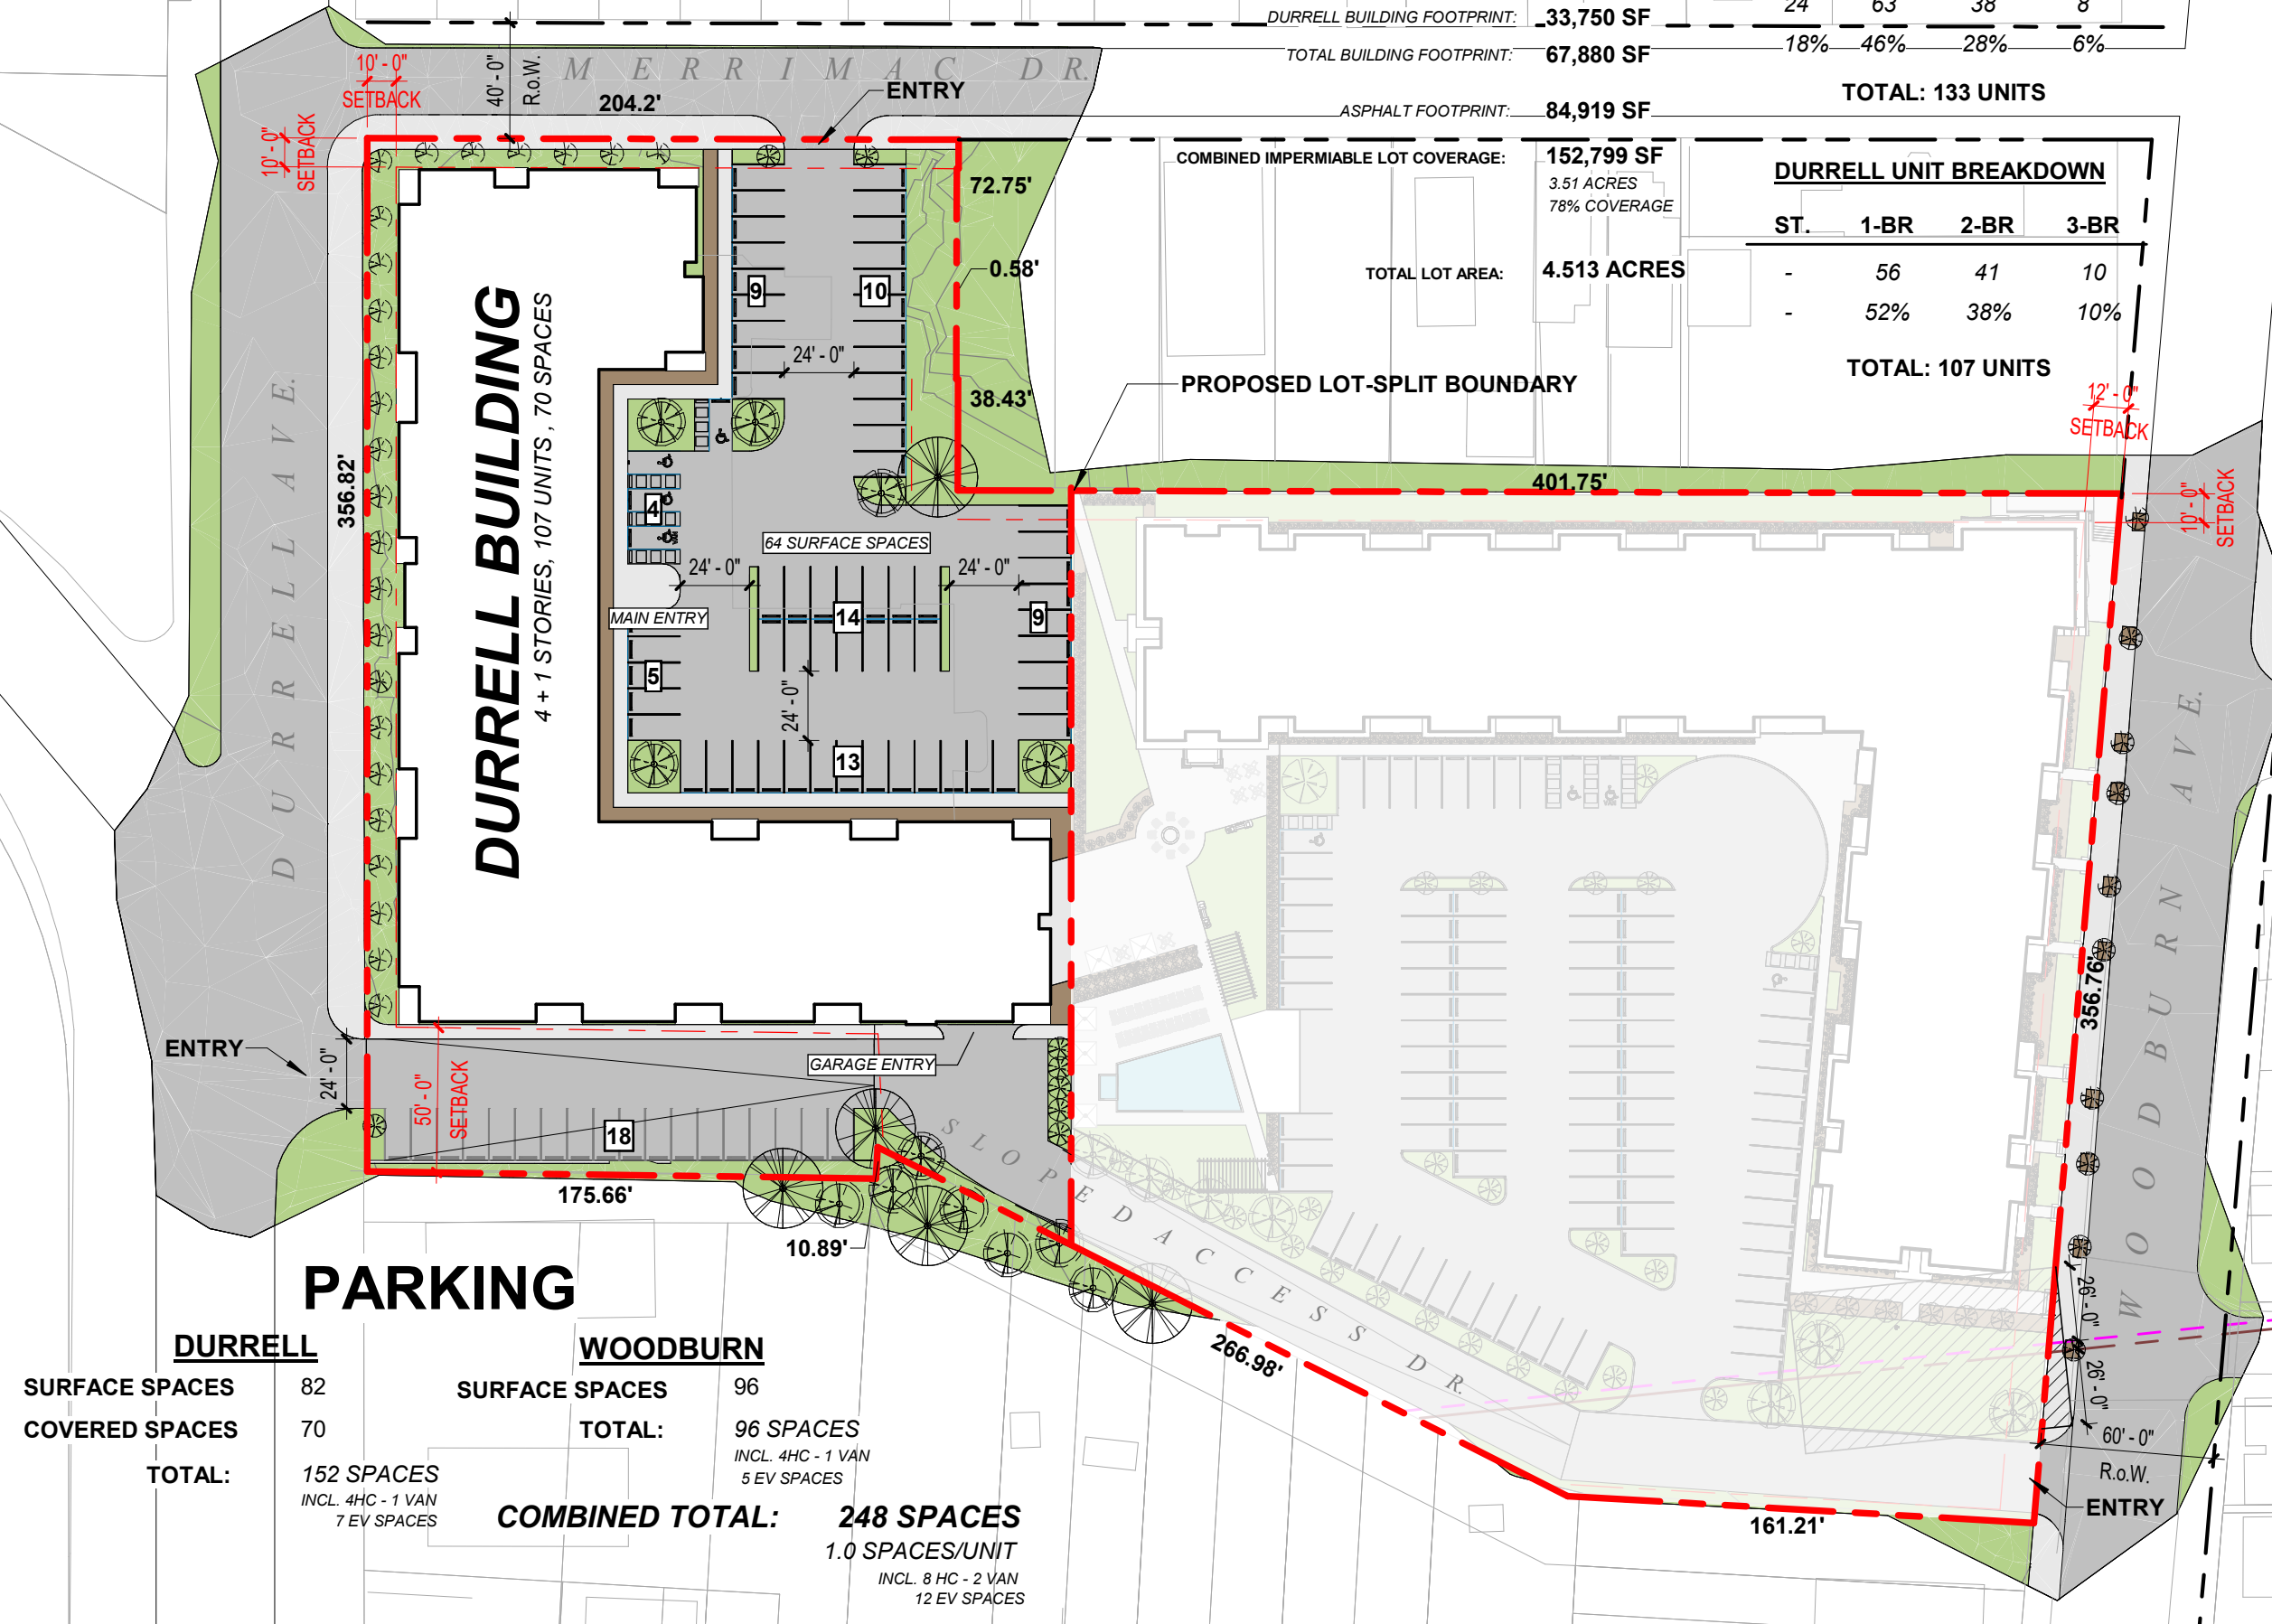 DURRELL BUILDING FOOTPRINT: 33,750 SF
TOTAL BUILDING FOOTPRINT: 67,880 SF
ASPHALT FOOTPRINT: 84,919 SF
COMBINED IMPERMIABLE LOT COVERAGE: 152,799 SF
3.51 ACRES
78% COVERAGE
TOTAL LOT AREA: 4.513 ACRES
24 63 38 8
18% 46% 28% 6%
TOTAL: 133 UNITS
DURRELL UNIT BREAKDOWN
ST. 1-BR 2-BR 3-BR
- 56 41 10
- 52% 38% 10%
TOTAL: 107 UNITS
MERRIMAC DR.
40' - 0"
R.o.W.
10' - 0"
SETBACK
10' - 0"
SETBACK
204.2'
ENTRY
72.75'
0.58'
38.43'
PROPOSED LOT-SPLIT BOUNDARY
401.75'
12' - 0"
SETBACK
10' - 0"
SETBACK
DURRELL AVE.
356.82'
DURRELL BUILDING
4 + 1 STORIES, 107 UNITS , 70 SPACES
9
10
24' - 0"
4
64 SURFACE SPACES
24' - 0"
24' - 0"
MAIN ENTRY
14
9
5
24' - 0"
13
ENTRY
24' - 0"
50' - 0"
SETBACK
GARAGE ENTRY
18
175.66'
10.89'
SLOPED ACCESS DR.
266.98'
161.21'
WOODBURN AVE.
356.76'
26' - 0"
26' - 0"
60' - 0"
R.o.W.
ENTRY
PARKING
DURRELL
SURFACE SPACES 82
COVERED SPACES 70
TOTAL: 152 SPACES
INCL. 4HC - 1 VAN
7 EV SPACES
WOODBURN
SURFACE SPACES 96
TOTAL: 96 SPACES
INCL. 4HC - 1 VAN
5 EV SPACES
COMBINED TOTAL: 248 SPACES
1.0 SPACES/UNIT
INCL. 8 HC - 2 VAN
12 EV SPACES